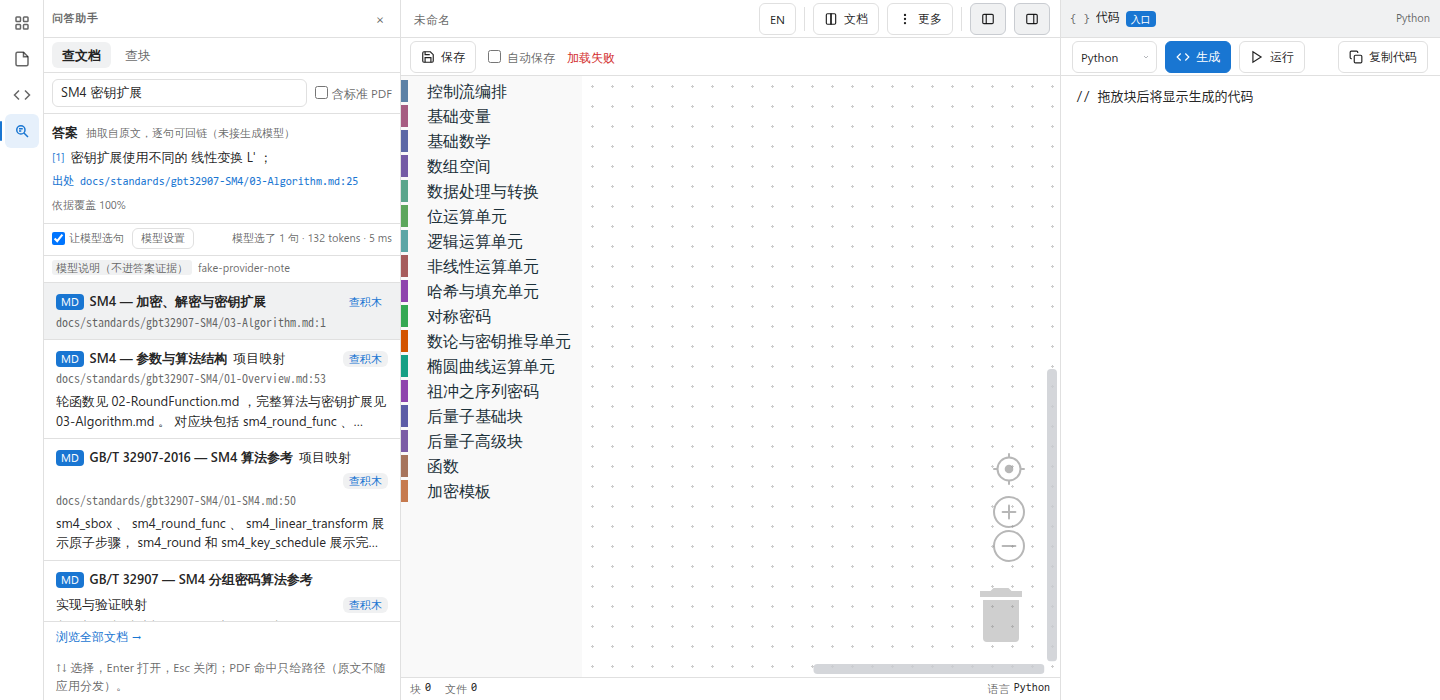 问答助手 ×
查文档 查块
SM4 密钥扩展 含标准 PDF
答案 抽取自原文，逐句可回链（未接生成模型）
[1] 密钥扩展使用不同的 线性变换 L' ；
出处 docs/standards/gbt32907-SM4/03-Algorithm.md:25
依据覆盖 100%
让模型选句 模型设置 模型选了 1 句 · 132 tokens · 5 ms
模型说明（不进答案证据） fake-provider-note
MD SM4 — 加密、解密与密钥扩展 查积木
docs/standards/gbt32907-SM4/03-Algorithm.md:1
MD SM4 — 参数与算法结构 项目映射 查积木
docs/standards/gbt32907-SM4/01-Overview.md:53
轮函数见 02-RoundFunction.md ，完整算法与密钥扩展见
03-Algorithm.md 。 对应块包括 sm4_round_func 、...
MD GB/T 32907-2016 — SM4 算法参考 项目映射
查积木
docs/standards/gbt32907-SM4/01-SM4.md:50
sm4_sbox 、 sm4_round_func 、 sm4_linear_transform 展
示原子步骤， sm4_round 和 sm4_key_schedule 展示完...
MD GB/T 32907 — SM4 分组密码算法参考
实现与验证映射 查积木
浏览全部文档 →
↑↓ 选择，Enter 打开，Esc 关闭；PDF 命中只给路径（原文不随
应用分发）。
未命名 EN 文档 更多
保存 自动保存 加载失败
控制流编排
基础变量
基础数学
数组空间
数据处理与转换
位运算单元
逻辑运算单元
非线性运算单元
哈希与填充单元
对称密码
数论与密钥推导单元
椭圆曲线运算单元
祖冲之序列密码
后量子基础块
后量子高级块
函数
加密模板
块 0 文件 0 语言 Python
{ } 代码 入口 Python
Python 生成 运行 复制代码
// 拖放块后将显示生成的代码